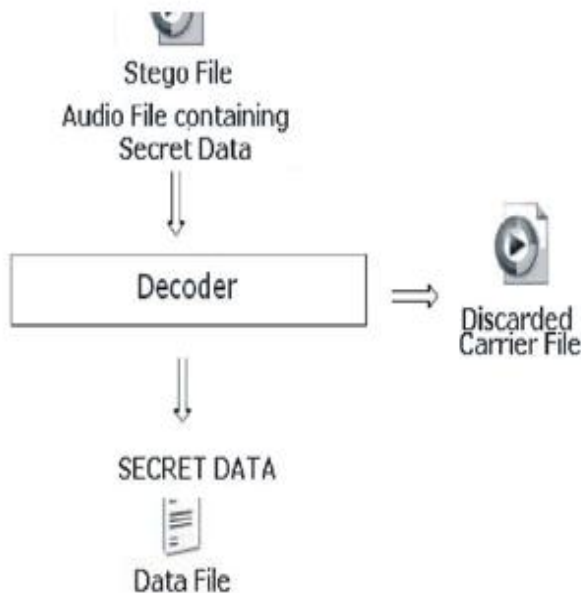 Stego File
Audio File containing
Secret Data
Decoder
Discarded
Carrier File
SECRET DATA
Data File